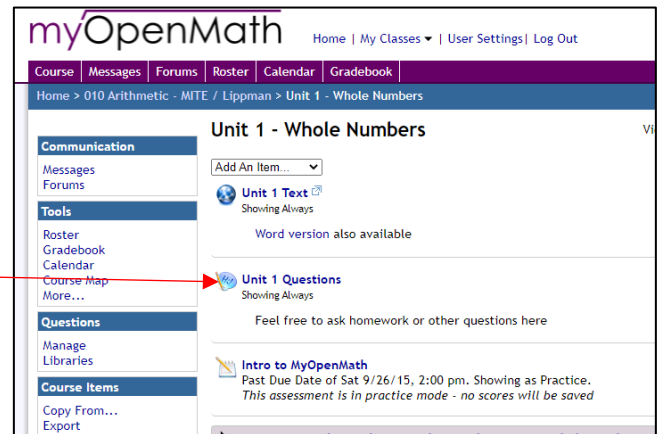 myOpenMath
Home | My Classes ▼ | User Settings | Log Out
Course Messages Forums Roster Calendar Gradebook
Home > 010 Arithmetic - MITE / Lippman > Unit 1 - Whole Numbers
Communication
Messages
Forums
Tools
Roster
Gradebook
Calendar
Course Map
More...
Questions
Manage
Libraries
Course Items
Copy From...
Export
Unit 1 - Whole Numbers
Add An Item...
Unit 1 Text
Showing Always
Word version also available
Unit 1 Questions
Showing Always
Feel free to ask homework or other questions here
Intro to MyOpenMath
Past Due Date of Sat 9/26/15, 2:00 pm. Showing as Practice.
This assessment is in practice mode - no scores will be saved